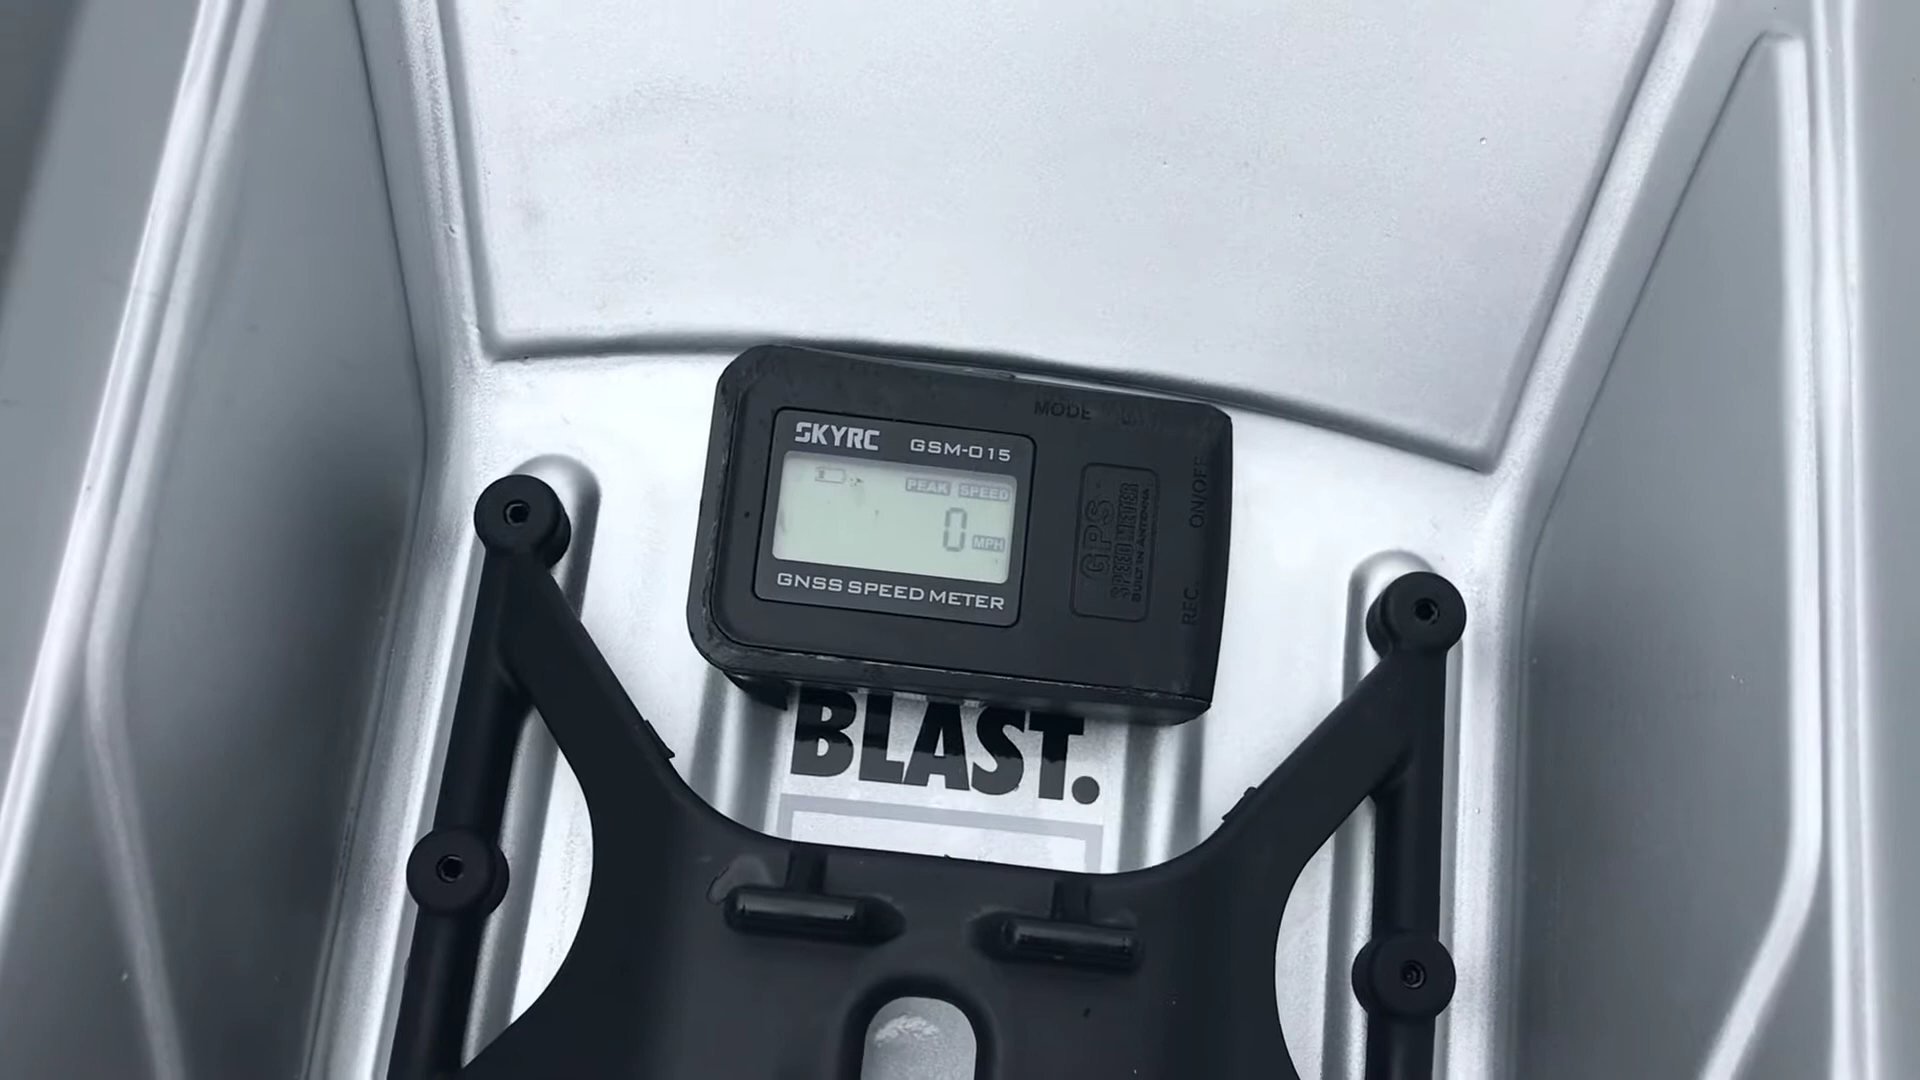 MODE
SKYRC GSM-015
PEAK SPEED
0 MPH
GNSS SPEED METER
GPS
SPEED METER
BUILT IN ANTENNA
ON/OFF
REC
BLAST.